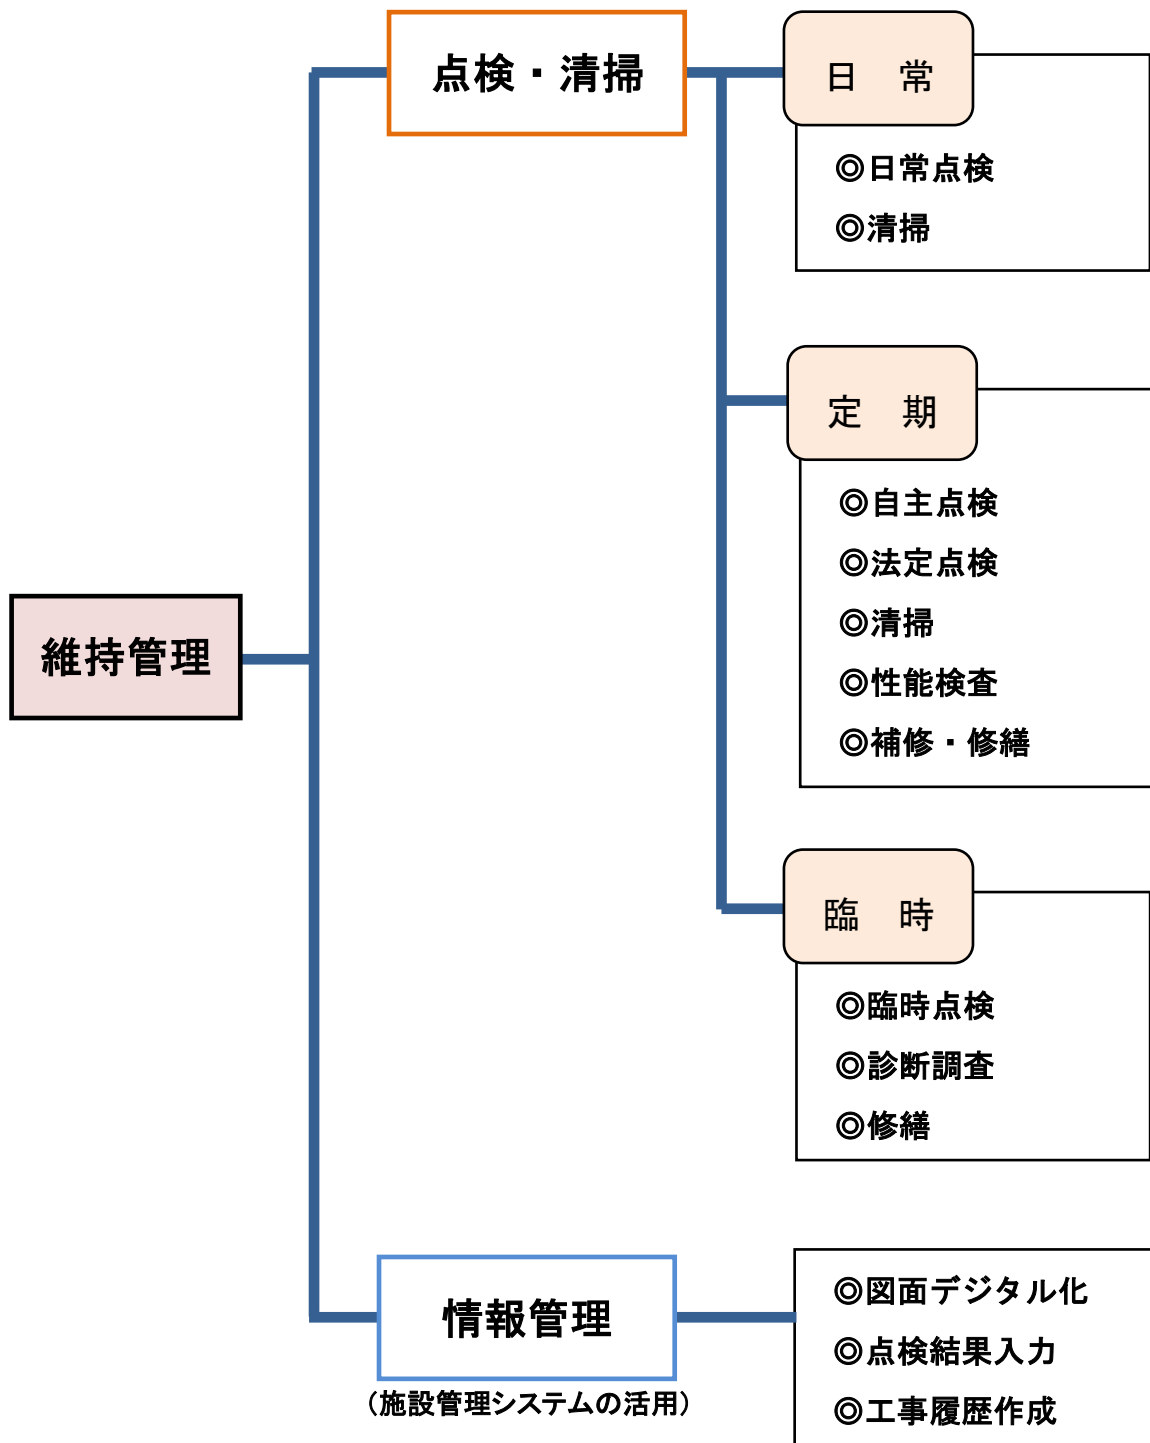 点検・清掃
日　常
◎日常点検
◎清掃
定　期
◎自主点検
◎法定点検
◎清掃
◎性能検査
◎補修・修繕
維持管理
臨　時
◎臨時点検
◎診断調査
◎修繕
情報管理
（施設管理システムの活用）
◎図面デジタル化
◎点検結果入力
◎工事履歴作成